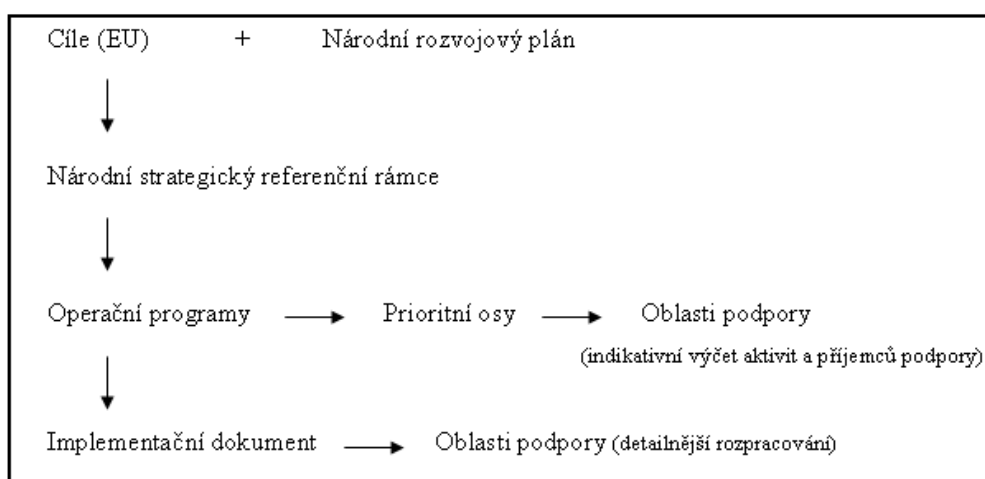 Cíle (EU) + Národní rozvojový plán
Národní strategický referenční rámce
Operační programy Prioritní osy Oblasti podpory
(indikativní výčet aktivit a příjemců podpory)
Implementační dokument Oblasti podpory (detailnější rozpracování)